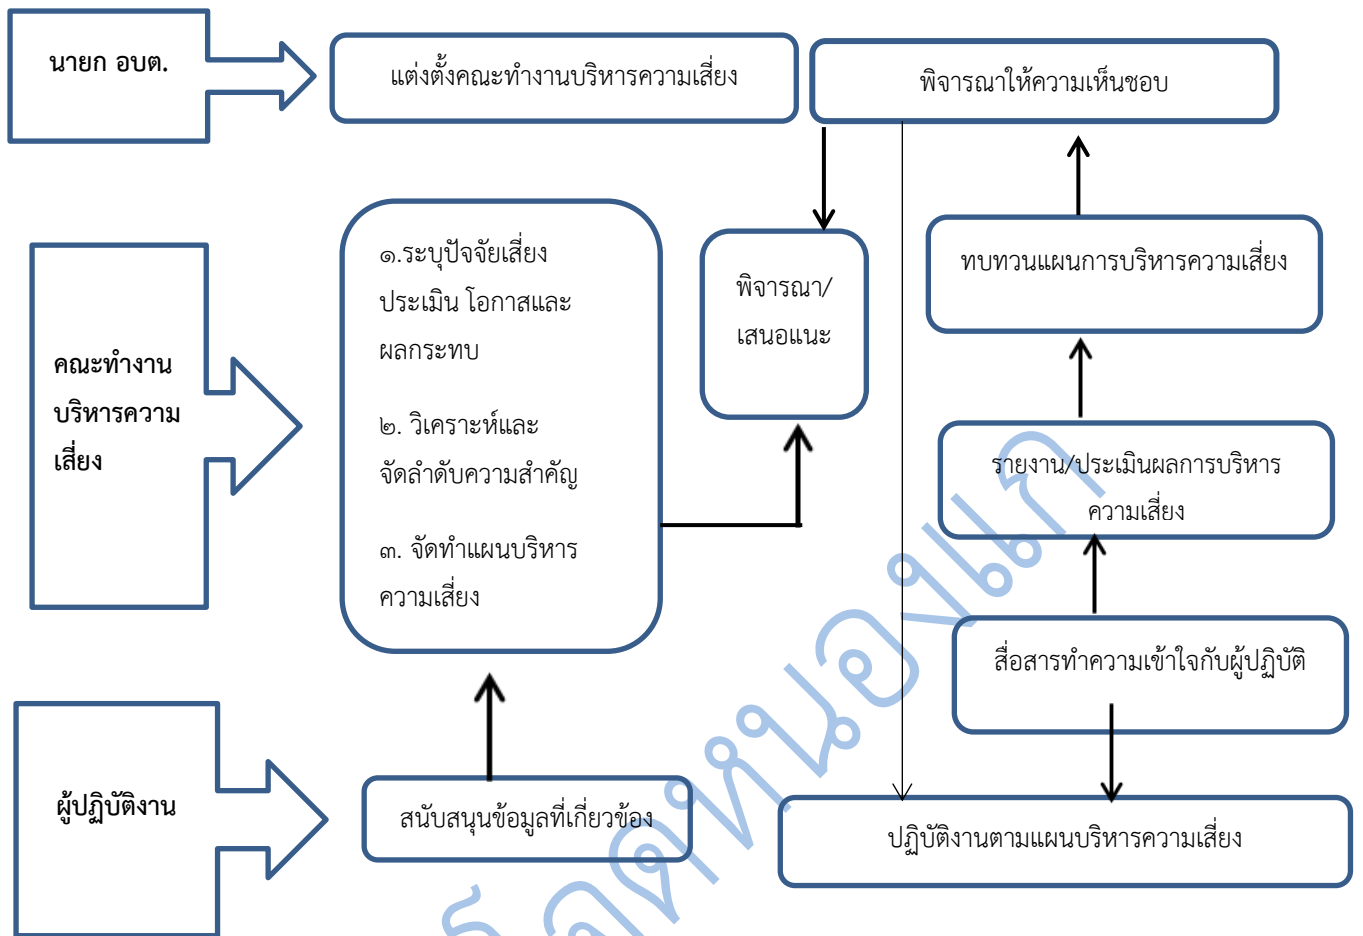 นายก อบต.
แต่งตั้งคณะทำงานบริหารความเสี่ยง
พิจารณาให้ความเห็นชอบ
คณะทำงาน
บริหารความ
เสี่ยง
๑.ระบุปัจจัยเสี่ยง
ประเมิน โอกาสและ
ผลกระทบ
๒. วิเคราะห์และ
จัดลำดับความสำคัญ
๓. จัดทำแผนบริหาร
ความเสี่ยง
พิจารณา/
เสนอแนะ
ทบทวนแผนการบริหารความเสี่ยง
รายงาน/ประเมินผลการบริหาร
ความเสี่ยง
สื่อสารทำความเข้าใจกับผู้ปฏิบัติ
ผู้ปฏิบัติงาน
สนับสนุนข้อมูลที่เกี่ยวข้อง
ปฏิบัติงานตามแผนบริหารความเสี่ยง